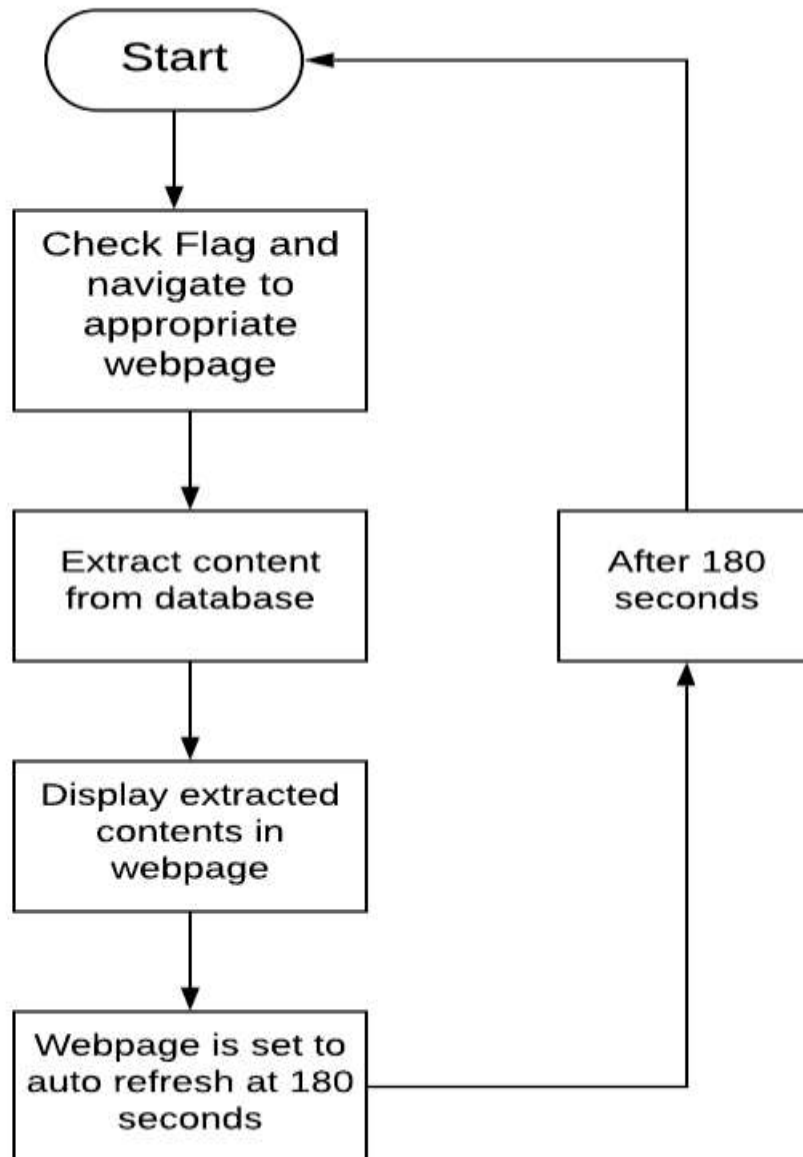 Start
Check Flag and
navigate to
appropriate
webpage
Extract content
from database
Display extracted
contents in
webpage
Webpage is set to
auto refresh at 180
seconds
After 180
seconds